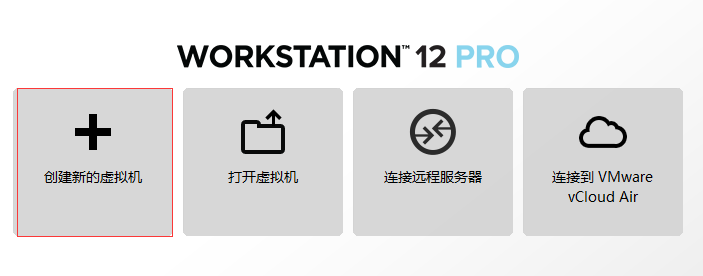 WORKSTATION™ 12 PRO
创建新的虚拟机
打开虚拟机
连接远程服务器
连接到 VMware
vCloud Air